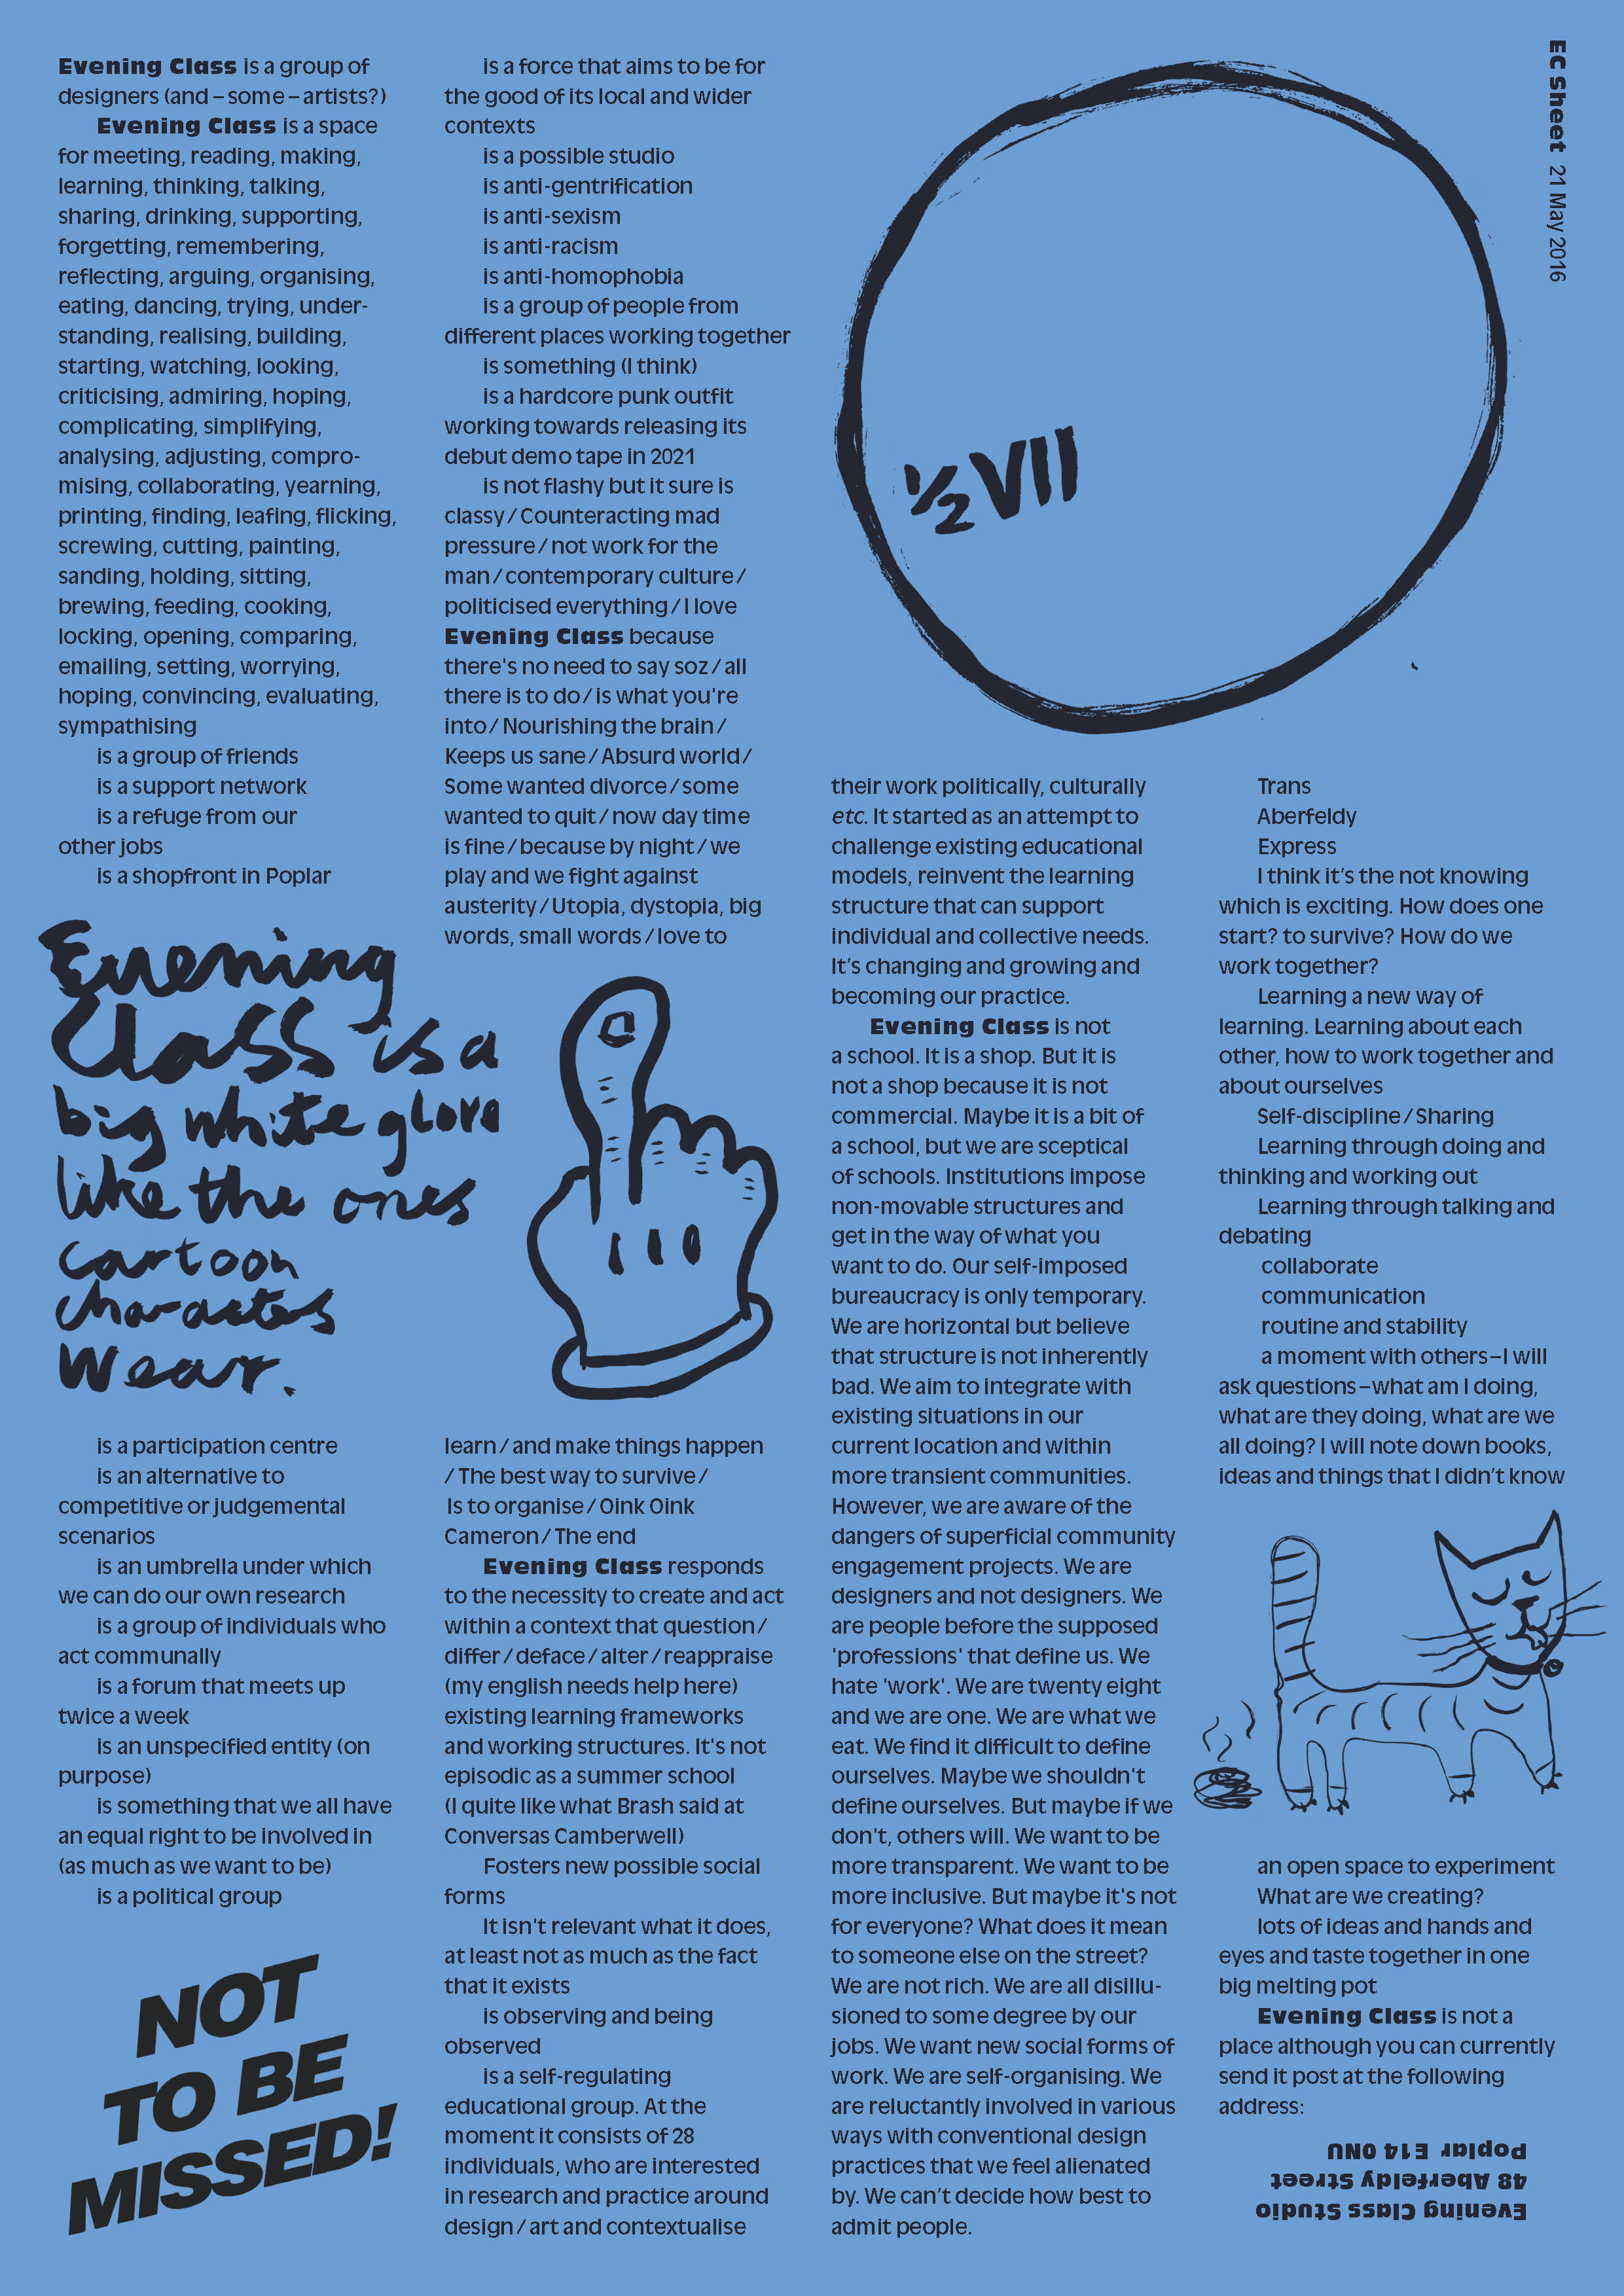 Evening Class is a group of
designers (and – some – artists?)
Evening Class is a space
for meeting, reading, making,
learning, thinking, talking,
sharing, drinking, supporting,
forgetting, remembering,
reflecting, arguing, organising,
eating, dancing, trying, under-
standing, realising, building,
starting, watching, looking,
criticising, admiring, hoping,
complicating, simplifying,
analysing, adjusting, compro-
mising, collaborating, yearning,
printing, finding, leafing, flicking,
screwing, cutting, painting,
sanding, holding, sitting,
brewing, feeding, cooking,
locking, opening, comparing,
emailing, setting, worrying,
hoping, convincing, evaluating,
sympathising
is a group of friends
is a support network
is a refuge from our
other jobs
is a shopfront in Poplar
Evening
Class is a
big white glove
like the ones
cartoon
characters
wear.
is a participation centre
is an alternative to
competitive or judgemental
scenarios
is an umbrella under which
we can do our own research
is a group of individuals who
act communally
is a forum that meets up
twice a week
is an unspecified entity (on
purpose)
is something that we all have
an equal right to be involved in
(as much as we want to be)
is a political group
NOT
TO BE
MISSED!
is a force that aims to be for
the good of its local and wider
contexts
is a possible studio
is anti-gentrification
is anti-sexism
is anti-racism
is anti-homophobia
is a group of people from
different places working together
is something (I think)
is a hardcore punk outfit
working towards releasing its
debut demo tape in 2021
is not flashy but it sure is
classy / Counteracting mad
pressure / not work for the
man / contemporary culture /
politicised everything / I love
Evening Class because
there's no need to say soz / all
there is to do / is what you're
into / Nourishing the brain /
Keeps us sane / Absurd world /
Some wanted divorce / some
wanted to quit / now day time
is fine / because by night / we
play and we fight against
austerity / Utopia, dystopia, big
words, small words / love to
learn / and make things happen
/ The best way to survive /
Is to organise / Oink Oink
Cameron / The end
Evening Class responds
to the necessity to create and act
within a context that question /
differ / deface / alter / reappraise
(my english needs help here)
existing learning frameworks
and working structures. It's not
episodic as a summer school
(I quite like what Brash said at
Conversas Camberwell)
Fosters new possible social
forms
It isn't relevant what it does,
at least not as much as the fact
that it exists
is observing and being
observed
is a self-regulating
educational group. At the
moment it consists of 28
individuals, who are interested
in research and practice around
design / art and contextualise
½ VII
EC Sheet 21 May 2016
their work politically, culturally
etc. It started as an attempt to
challenge existing educational
models, reinvent the learning
structure that can support
individual and collective needs.
It’s changing and growing and
becoming our practice.
Evening Class is not
a school. It is a shop. But it is
not a shop because it is not
commercial. Maybe it is a bit of
a school, but we are sceptical
of schools. Institutions impose
non-movable structures and
get in the way of what you
want to do. Our self-imposed
bureaucracy is only temporary.
We are horizontal but believe
that structure is not inherently
bad. We aim to integrate with
existing situations in our
current location and within
more transient communities.
However, we are aware of the
dangers of superficial community
engagement projects. We are
designers and not designers. We
are people before the supposed
'professions' that define us. We
hate 'work'. We are twenty eight
and we are one. We are what we
eat. We find it difficult to define
ourselves. Maybe we shouldn't
define ourselves. But maybe if we
don't, others will. We want to be
more transparent. We want to be
more inclusive. But maybe it's not
for everyone? What does it mean
to someone else on the street?
We are not rich. We are all disillu-
sioned to some degree by our
jobs. We want new social forms of
work. We are self-organising. We
are reluctantly involved in various
ways with conventional design
practices that we feel alienated
by. We can’t decide how best to
admit people.
Trans
Aberfeldy
Express
I think it’s the not knowing
which is exciting. How does one
start? to survive? How do we
work together?
Learning a new way of
learning. Learning about each
other, how to work together and
about ourselves
Self-discipline / Sharing
Learning through doing and
thinking and working out
Learning through talking and
debating
collaborate
communication
routine and stability
a moment with others – I will
ask questions – what am I doing,
what are they doing, what are we
all doing? I will note down books,
ideas and things that I didn’t know
an open space to experiment
What are we creating?
lots of ideas and hands and
eyes and taste together in one
big melting pot
Evening Class is not a
place although you can currently
send it post at the following
address:
Evening Class Studio
48 Aberfeldy Street
Poplar E14 0NU